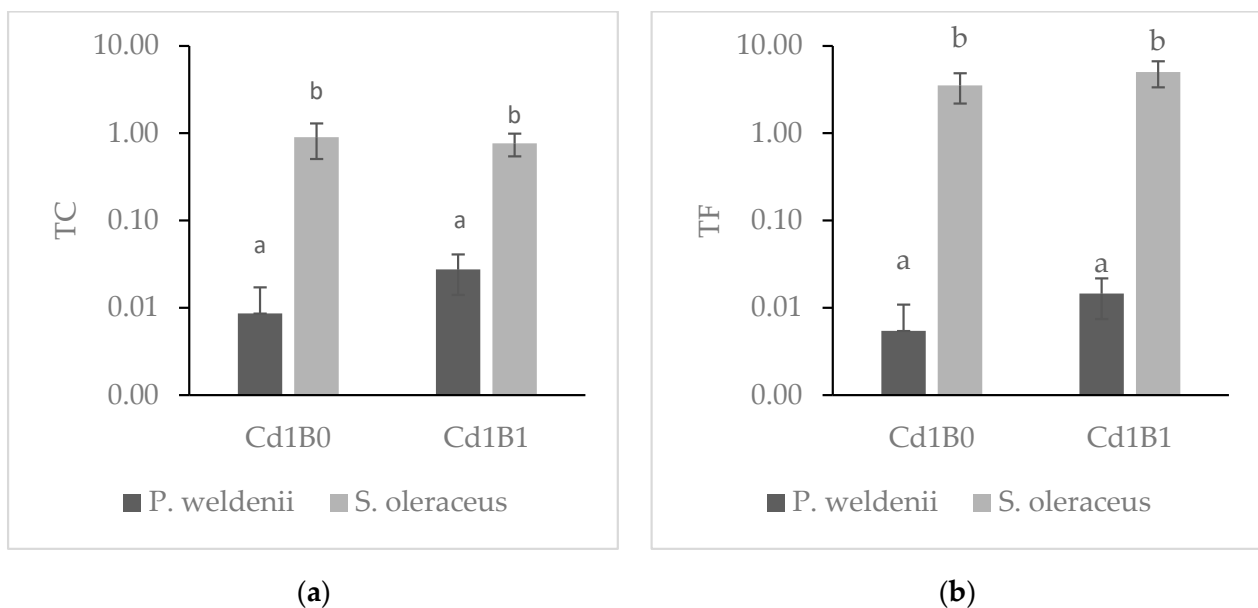 10.00
b
b
1.00
TC
0.10
a
a
0.01
0.00
Cd1B0 Cd1B1
P. weldenii S. oleraceus
(a)
10.00
b
b
1.00
TF
0.10
a
a
0.01
0.00
Cd1B0 Cd1B1
P. weldenii S. oleraceus
(b)